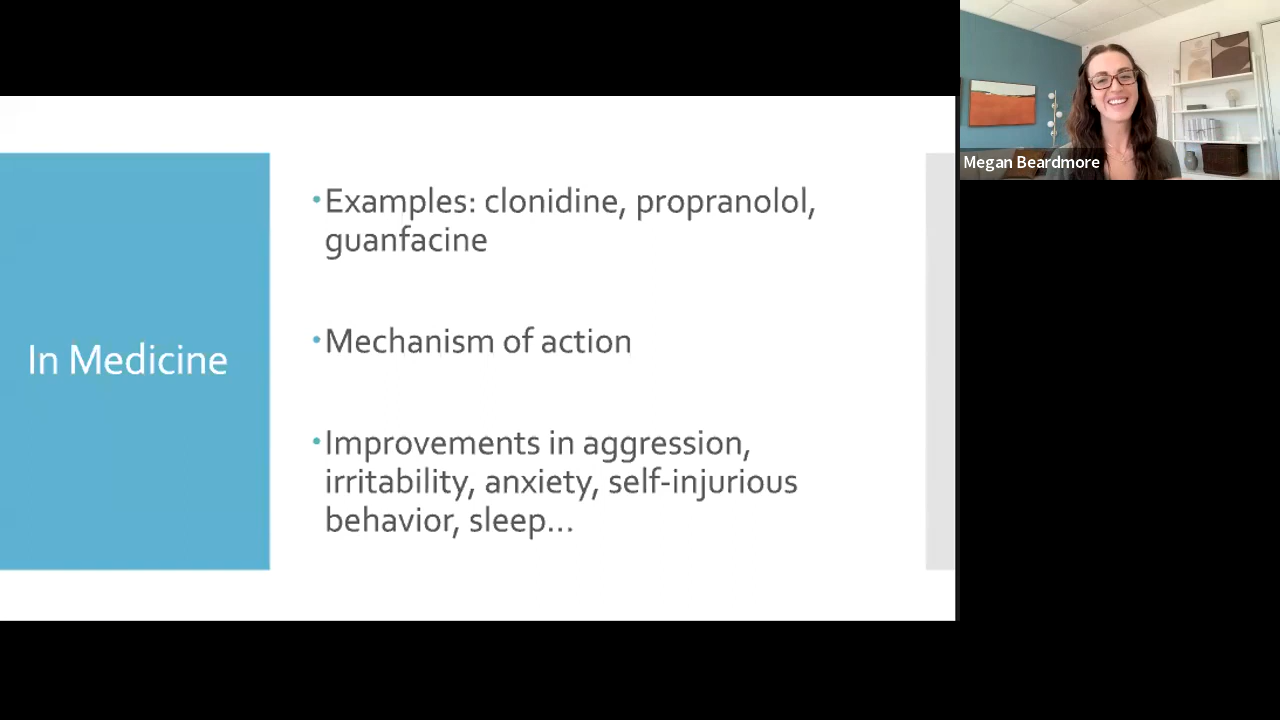 In Medicine
•Examples: clonidine, propranolol,
guanfacine
•Mechanism of action
•Improvements in aggression,
irritability, anxiety, self-injurious
behavior, sleep...
Megan Beardmore